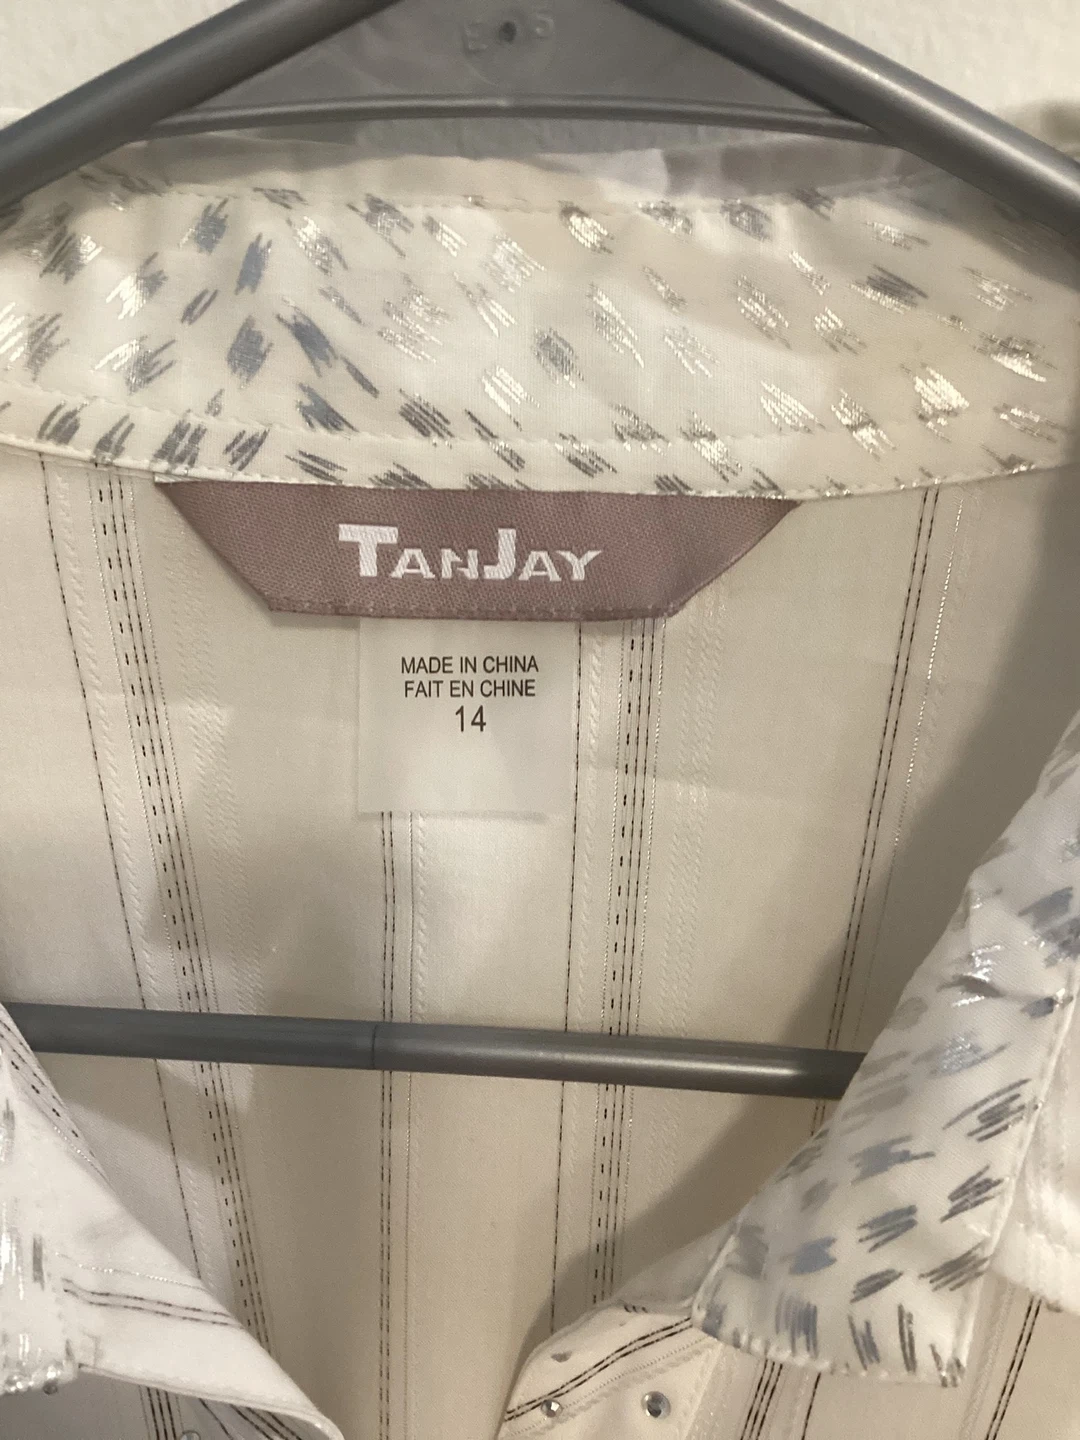 TANJAY
MADE IN CHINA
FAIT EN CHINE
14